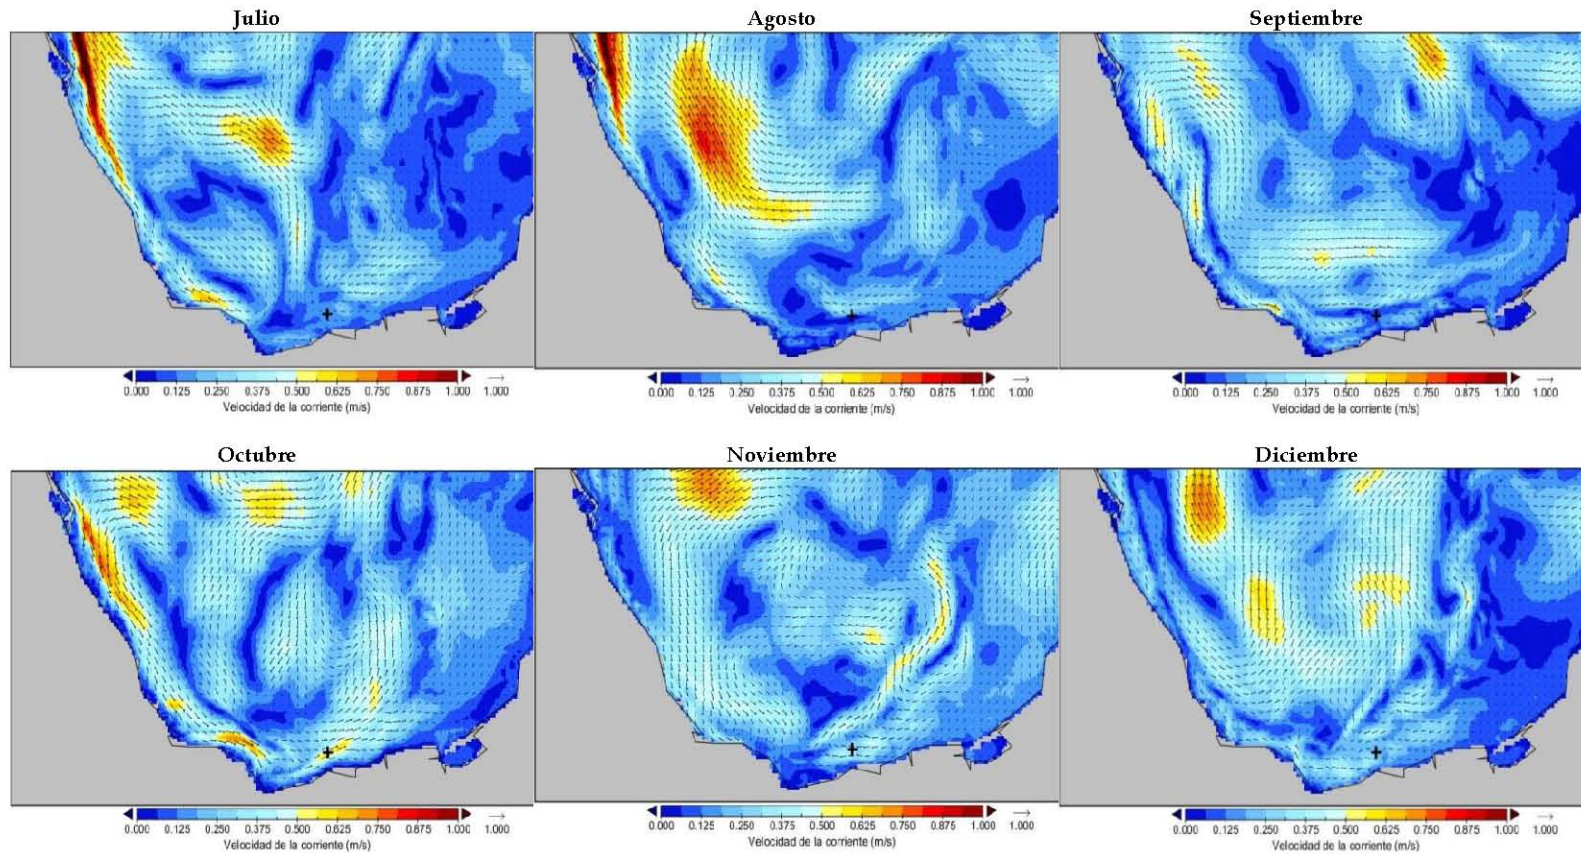 Julio
Agosto
Septiembre
0.000 0.125 0.250 0.375 0.500 0.625 0.750 0.875 1.000 1.000
Velocidad de la corriente (m/s)
0.000 0.125 0.250 0.375 0.500 0.625 0.750 0.875 1.000 1.000
Velocidad de la corriente (m/s)
0.000 0.125 0.250 0.375 0.500 0.625 0.750 0.875 1.000 1.000
Velocidad de la corriente (m/s)
Octubre
Noviembre
Diciembre
0.000 0.125 0.250 0.375 0.500 0.625 0.750 0.875 1.000 1.000
Velocidad de la corriente (m/s)
0.000 0.125 0.250 0.375 0.500 0.625 0.750 0.875 1.000 1.000
Velocidad de la corriente (m/s)
0.000 0.125 0.250 0.375 0.500 0.625 0.750 0.875 1.000 1.000
Velocidad de la corriente (m/s)